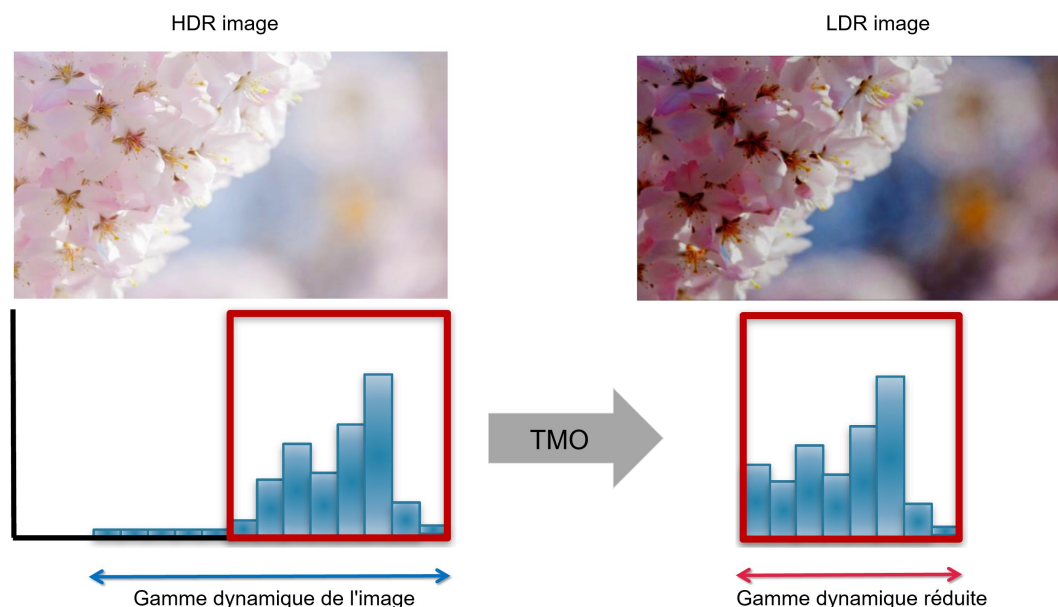 HDR image
LDR image
TMO
Gamme dynamique de l'image
Gamme dynamique réduite